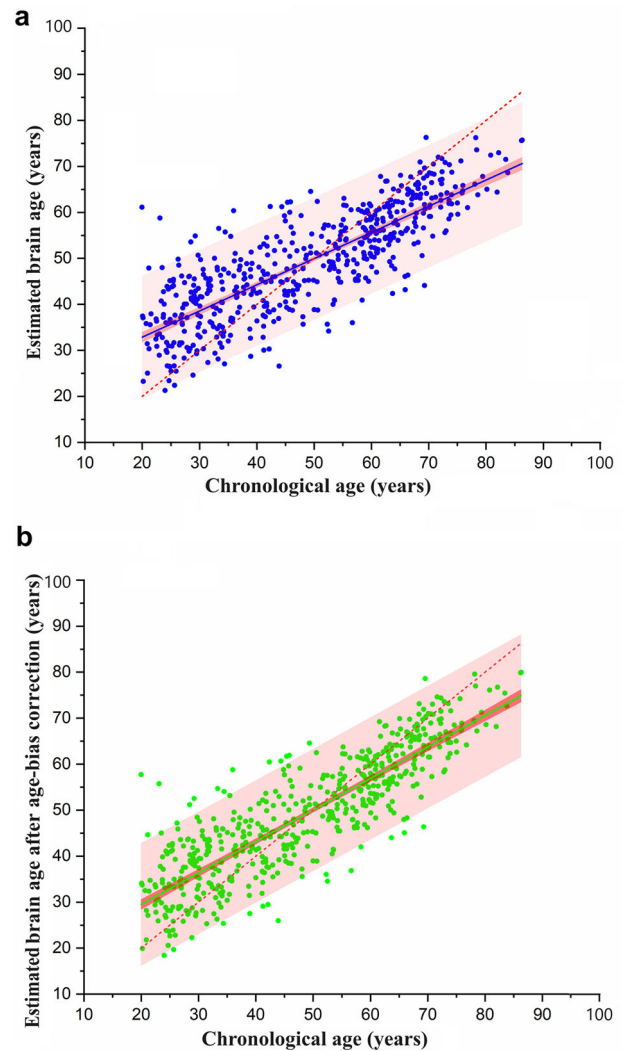 a
100
90
80
70
60
50
40
30
20
10
Estimated brain age (years)
10 20 30 40 50 60 70 80 90 100
Chronological age (years)
b
100
90
80
70
60
50
40
30
20
10
Estimated brain age after age-bias correction (years)
10 20 30 40 50 60 70 80 90 100
Chronological age (years)